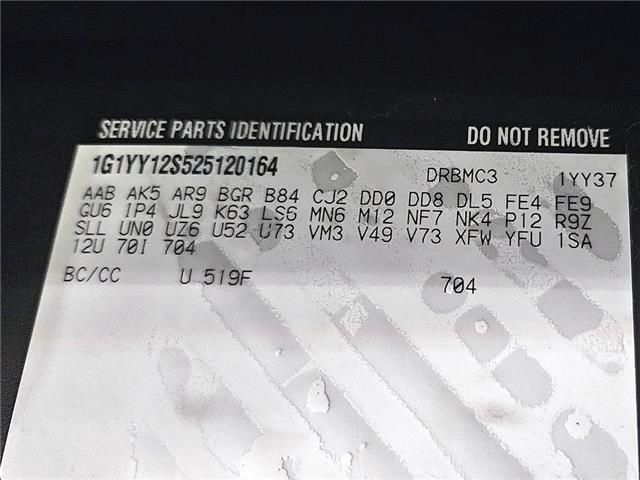 SERVICE PARTS IDENTIFICATION DO NOT REMOVE
1G1YY12S525120164 DRBMC3 1YY37
AAB AK5 AR9 BGR B84 CJ2 DD0 DD8 DL5 FE4 FE9
GU6 IP4 JL9 K63 LS6 MN6 M12 NF7 NK4 P12 R9Z
SLL UN0 UZ6 U52 U73 VM3 V49 V73 XFW YFU 1SA
12U 70I 704
BC/CC U 519F 704